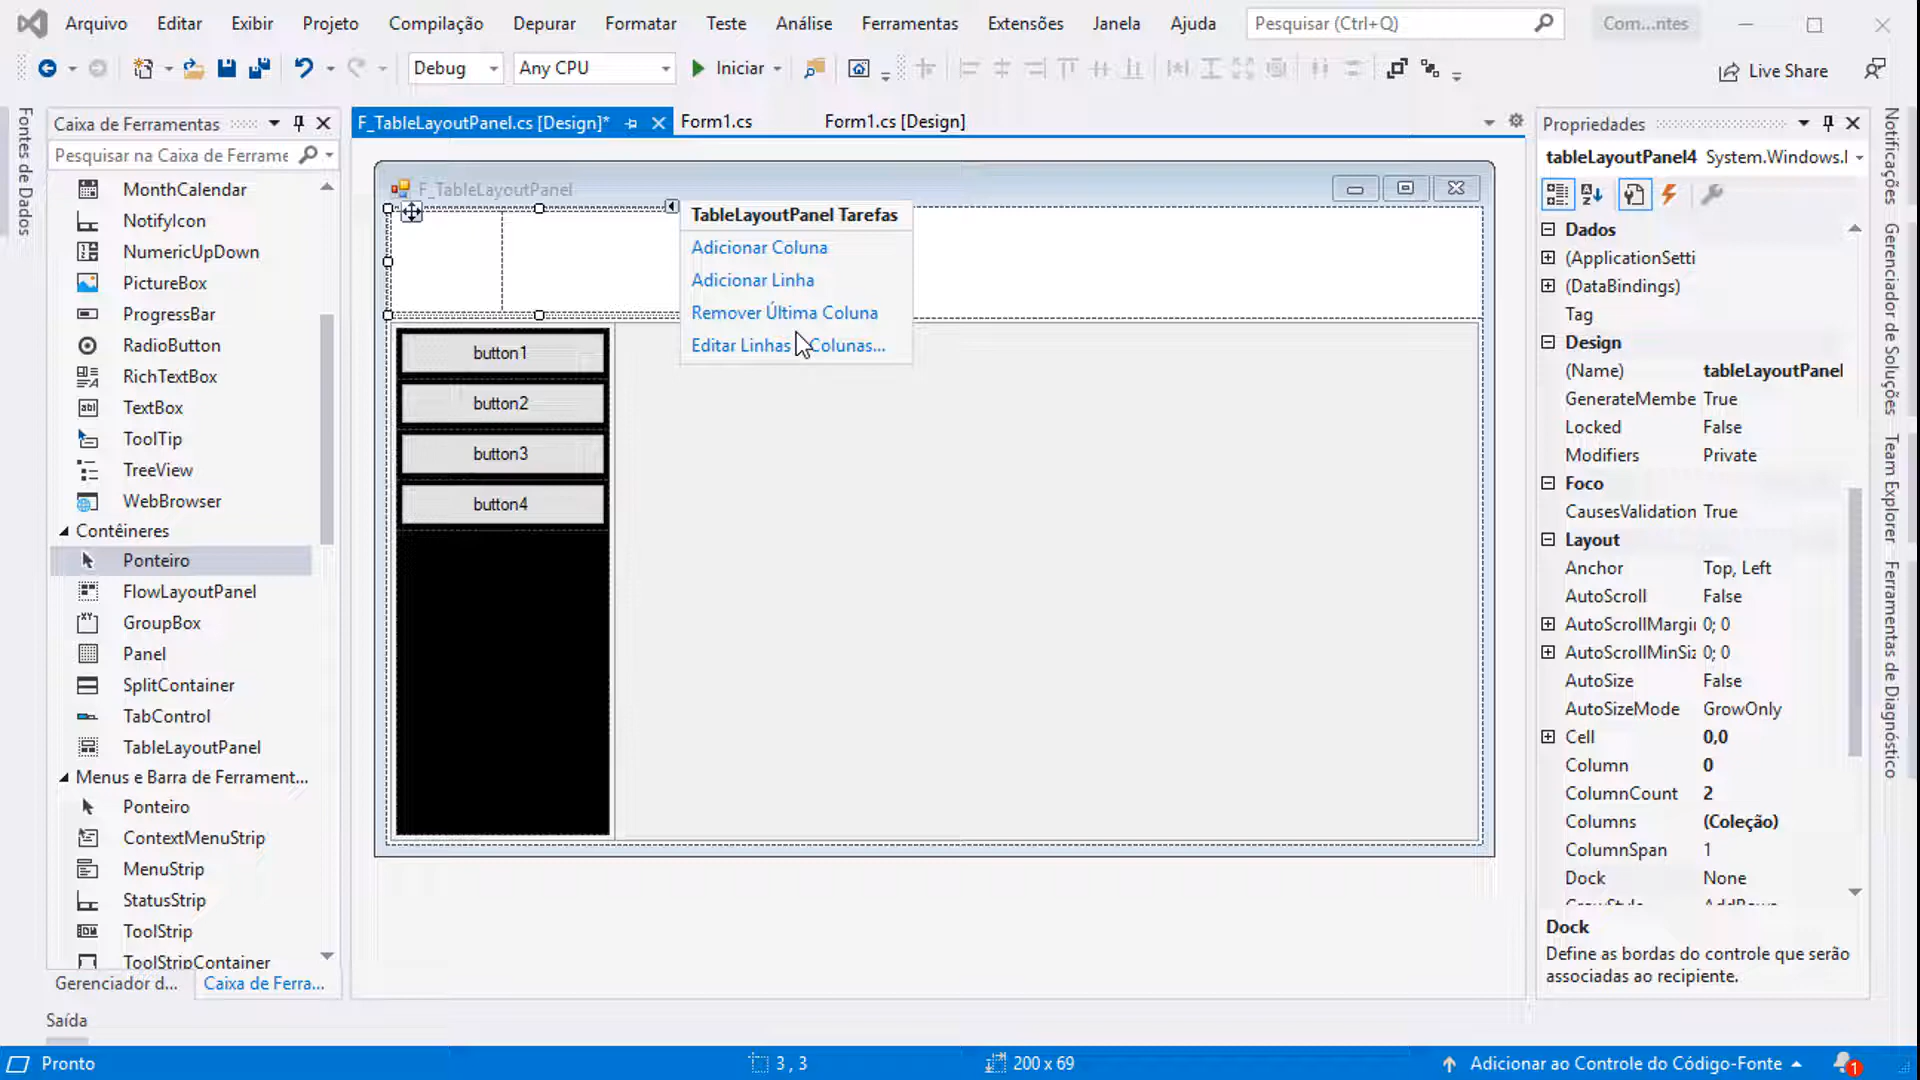 Arquivo Editar Exibir Projeto Compilação Depurar Formatar Teste Análise Ferramentas Extensões Janela Ajuda Pesquisar (Ctrl+Q) Com...ntes
Debug Any CPU Iniciar Live Share
Fontes de Dados
Caixa de Ferramentas
Pesquisar na Caixa de Ferrame
MonthCalendar
NotifyIcon
NumericUpDown
PictureBox
ProgressBar
RadioButton
RichTextBox
TextBox
ToolTip
TreeView
WebBrowser
Contêineres
Ponteiro
FlowLayoutPanel
GroupBox
Panel
SplitContainer
TabControl
TableLayoutPanel
Menus e Barra de Ferrament...
Ponteiro
ContextMenuStrip
MenuStrip
StatusStrip
ToolStrip
ToolStripContainer
Gerenciador d... Caixa de Ferra...
F_TableLayoutPanel.cs [Design]* Form1.cs Form1.cs [Design]
F_TableLayoutPanel
TableLayoutPanel Tarefas
Adicionar Coluna
Adicionar Linha
Remover Última Coluna
Editar Linhas Colunas...
button1
button2
button3
button4
Propriedades
tableLayoutPanel4 System.Windows.
Dados
(ApplicationSetti
(DataBindings)
Tag
Design
(Name) tableLayoutPanel
GenerateMembe True
Locked False
Modifiers Private
Foco
CausesValidation True
Layout
Anchor Top, Left
AutoScroll False
AutoScrollMargi 0; 0
AutoScrollMinSiz 0; 0
AutoSize False
AutoSizeMode GrowOnly
Cell 0,0
Column 0
ColumnCount 2
Columns (Coleção)
ColumnSpan 1
Dock None
Dock
Define as bordas do controle que serão
associadas ao recipiente.
Notificações
Gerenciador de Soluções
Team Explorer
Ferramentas de Diagnóstico
Saída
Pronto 3 , 3 200 x 69 Adicionar ao Controle do Código-Fonte 1